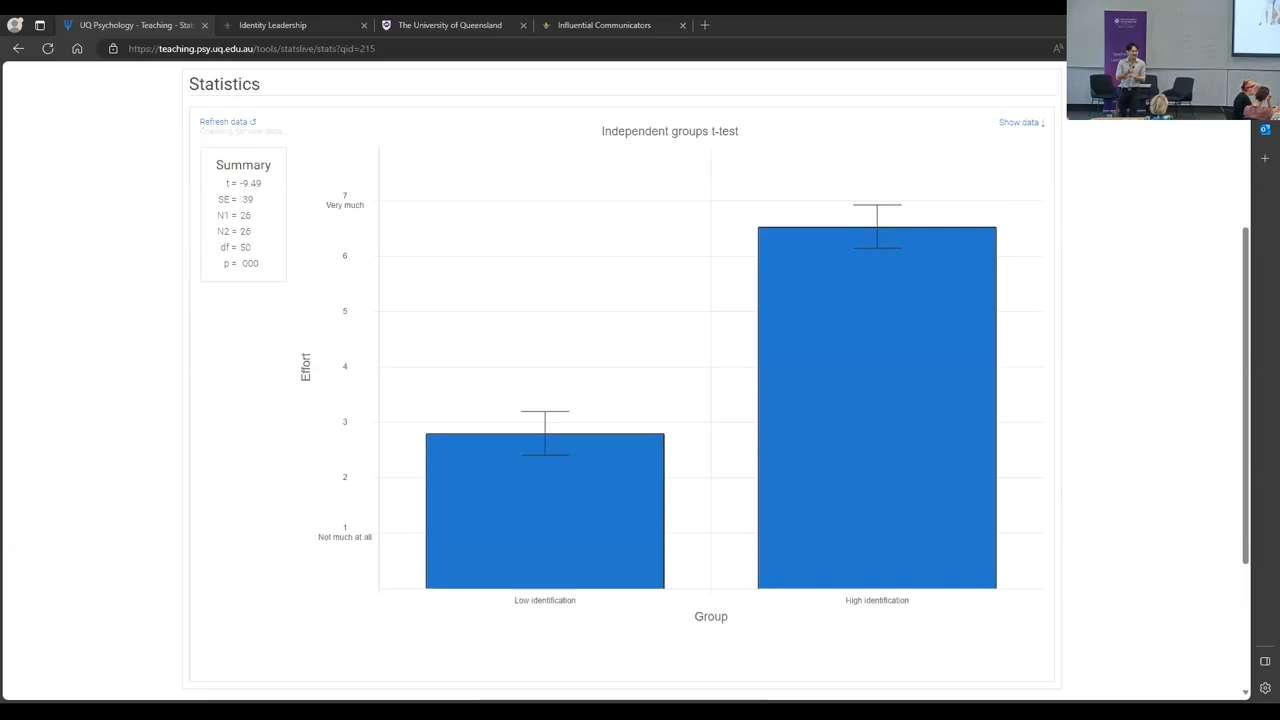 UQ Psychology - Teaching - Stat
Identity Leadership
The University of Queensland
Influential Communicators
https://teaching.psy.uq.edu.au/tools/statslive/stats?qid=215
Statistics
Refresh data
Show data
Independent groups t-test
Summary
t = -9.49
SE = .39
N1 = 26
N2 = 26
df = 50
p = .000
7
Very much
6
5
4
3
2
1
Not much at all
Effort
Low identification
High identification
Group